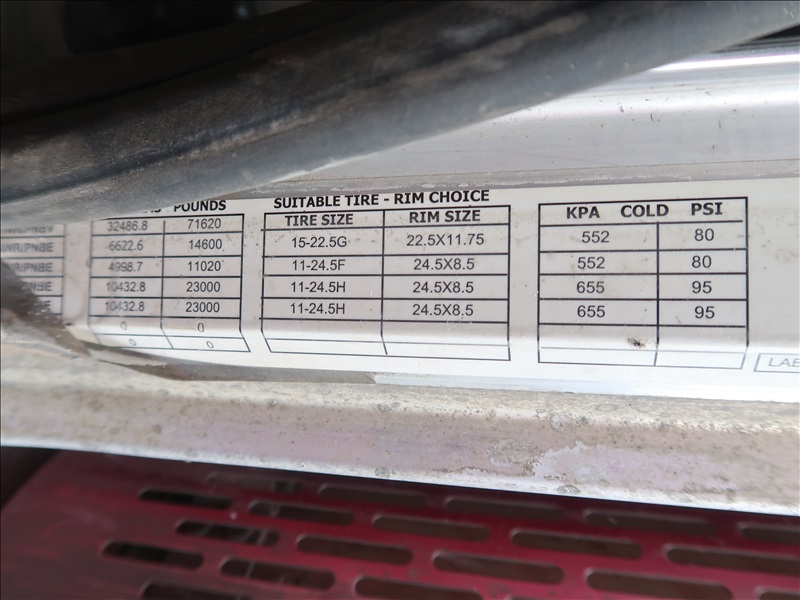 POUNDS SUITABLE TIRE - RIM CHOICE
TIRE SIZE RIM SIZE KPA COLD PSI
32486.8 71620 15-22.5G 22.5X11.75 552 80
6622.6 14600 11-24.5F 24.5X8.5 552 80
4998.7 11020 11-24.5H 24.5X8.5 655 95
10432.8 23000 11-24.5H 24.5X8.5 655 95
10432.8 23000
0 0
0 0